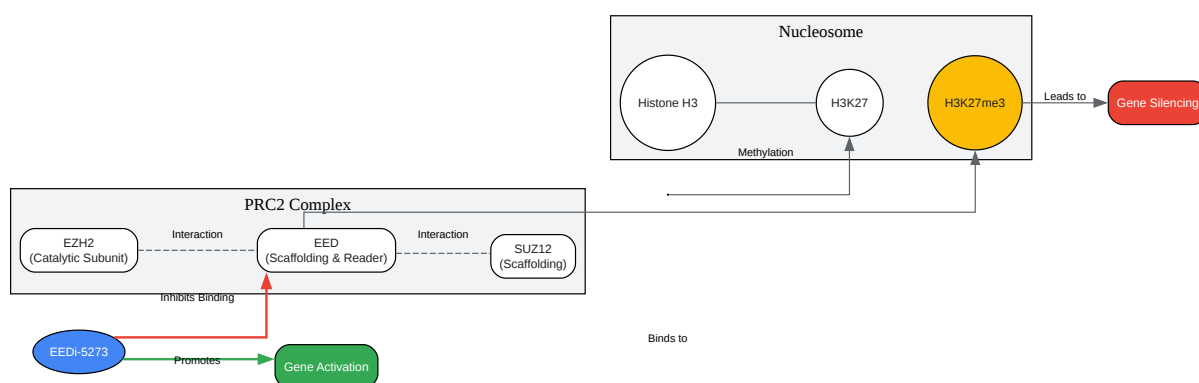 Nucleosome
Histone H3
H3K27
H3K27me3
Leads to
Gene Silencing
Methylation
PRC2 Complex
EZH2
(Catalytic Subunit)
Interaction
EED
(Scaffolding & Reader)
Interaction
SUZ12
(Scaffolding)
Inhibits Binding
EEDi-5273
Promotes
Gene Activation
Binds to